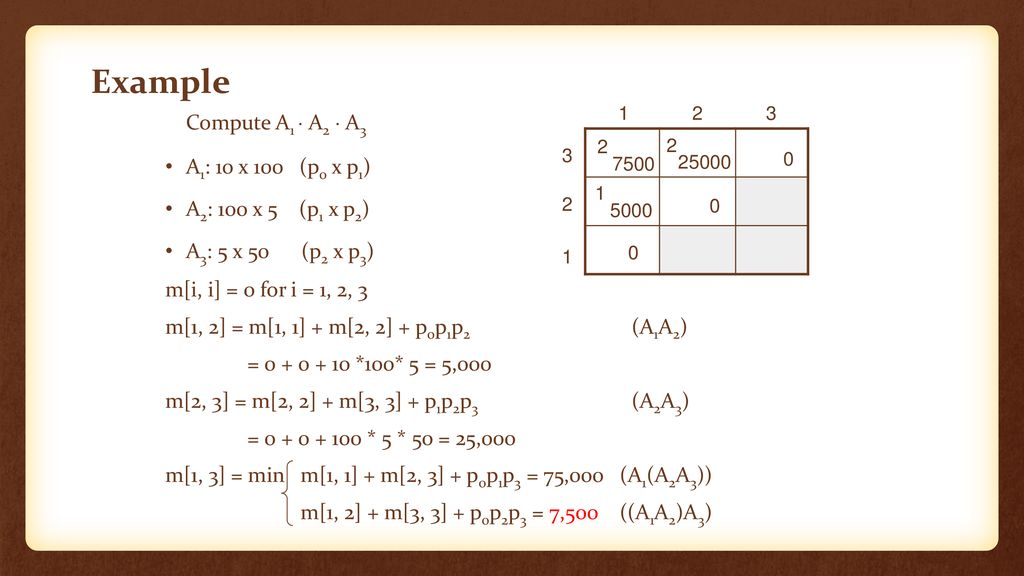 Example
Compute A₁ · A₂ · A₃
• A₁: 10 x 100 (p₀ x p₁)
• A₂: 100 x 5 (p₁ x p₂)
• A₃: 5 x 50 (p₂ x p₃)
1 2 3
3 2 7500 2 25000 0
2 1 5000 0
1 0
m[i, i] = 0 for i = 1, 2, 3
m[1, 2] = m[1, 1] + m[2, 2] + p₀p₁p₂ (A₁A₂)
= 0 + 0 + 10 *100* 5 = 5,000
m[2, 3] = m[2, 2] + m[3, 3] + p₁p₂p₃ (A₂A₃)
= 0 + 0 + 100 * 5 * 50 = 25,000
m[1, 3] = min m[1, 1] + m[2, 3] + p₀p₁p₃ = 75,000 (A₁(A₂A₃))
m[1, 2] + m[3, 3] + p₀p₂p₃ = 7,500 ((A₁A₂)A₃)